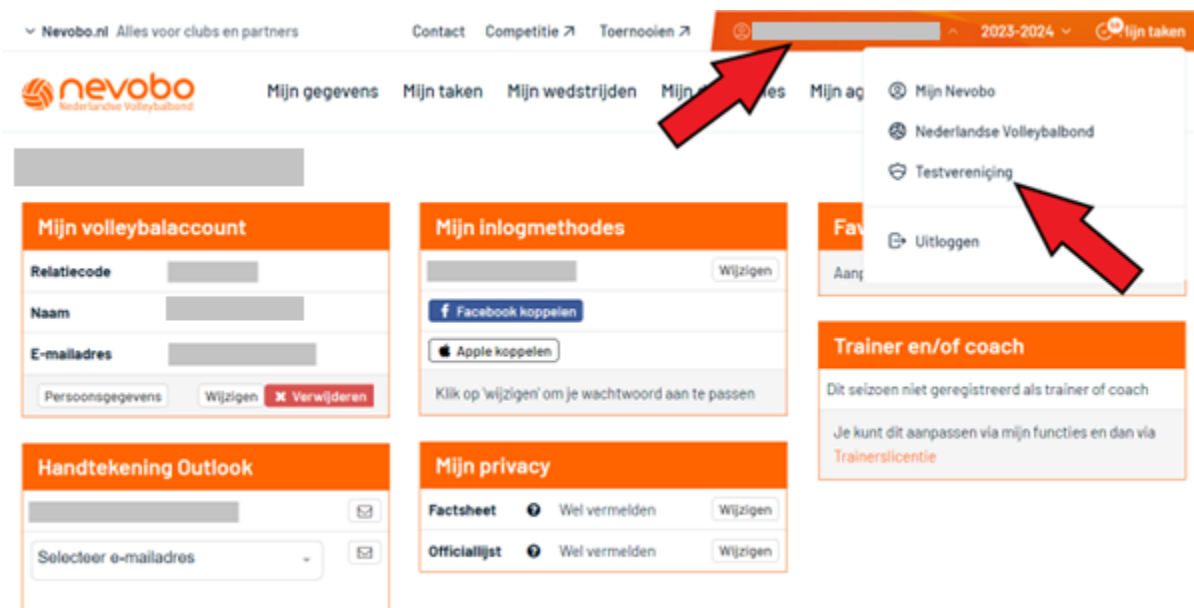 Nevobo.nl Alles voor clubs en partners
Contact Competitie Toernooien
2023-2024
lijn taken
nevobo
Nederlandse Volleybalbond
Mijn gegevens Mijn taken Mijn wedstrijden Mijn d es Mijn ag
Mijn Nevobo
Nederlandse Volleybalbond
Testvereniging
Uitloggen
Mijn volleybalaccount
Relatiecode
Naam
E-mailadres
Persoonsgegevens Wijzigen Verwijderen
Handtekening Outlook
Selecteer e-mailadres
Mijn inlogmethodes
Wijzigen
Facebook koppelen
Apple koppelen
Klik op 'wijzigen' om je wachtwoord aan te passen
Mijn privacy
Factsheet Wel vermelden Wijzigen
Officiallijst Wel vermelden Wijzigen
Fav
Aanp
Trainer en/of coach
Dit seizoen niet geregistreerd als trainer of coach
Je kunt dit aanpassen via mijn functies en dan via
Trainerslicentie